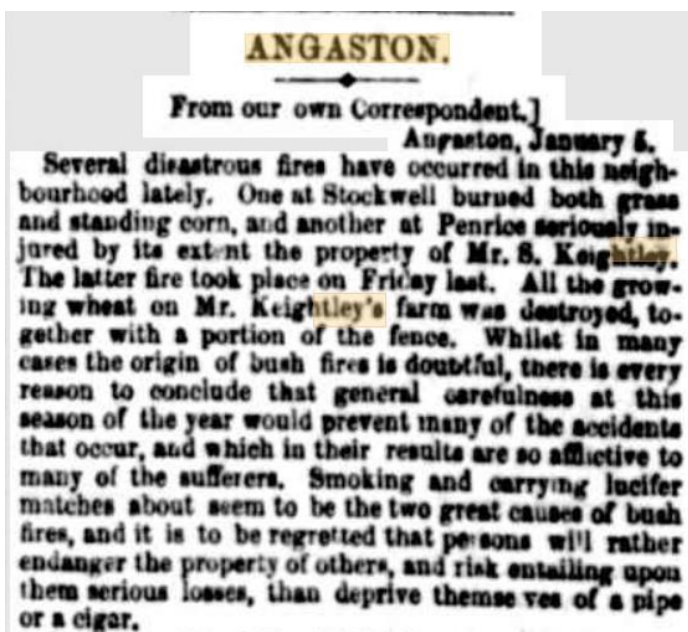 ANGASTON.
From our own Correspondent.]
Angaston, January 5.
Several disastrous fires have occurred in this neigh-
bourhood lately. One at Stockwell burned both grass
and standing corn, and another at Penrice seriously in-
jured by its extent the property of Mr. S. Keightley.
The latter fire took place on Friday last. All the grow-
ing wheat on Mr. Keightley's farm was destroyed, to-
gether with a portion of the fence. Whilst in many
cases the origin of bush fires is doubtful, there is every
reason to conclude that general carefulness at this
season of the year would prevent many of the accidents
that occur, and which in their results are so afflictive to
many of the sufferers. Smoking and carrying lucifer
matches about seem to be the two great causes of bush
fires, and it is to be regretted that persons will rather
endanger the property of others, and risk entailing upon
them serious losses, than deprive themse ves of a pipe
or a cigar.